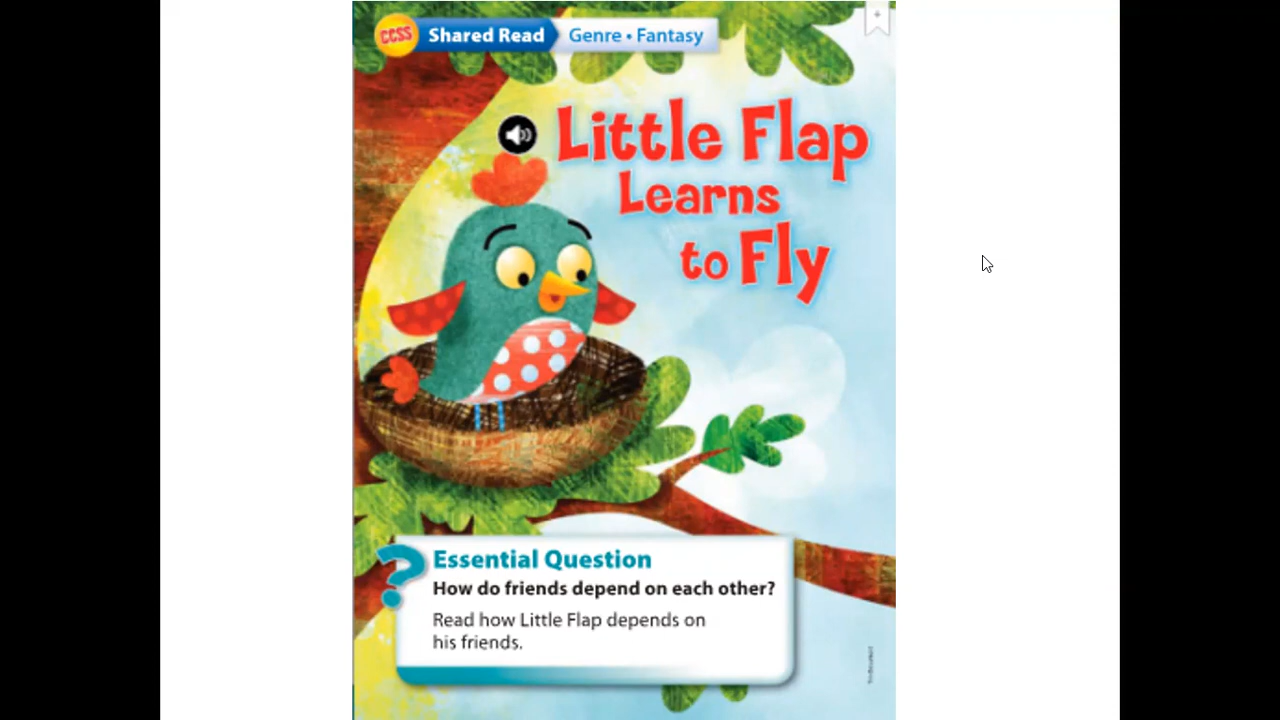 CCSS Shared Read Genre • Fantasy
Little Flap
Learns
to Fly
Essential Question
How do friends depend on each other?
Read how Little Flap depends on
his friends.